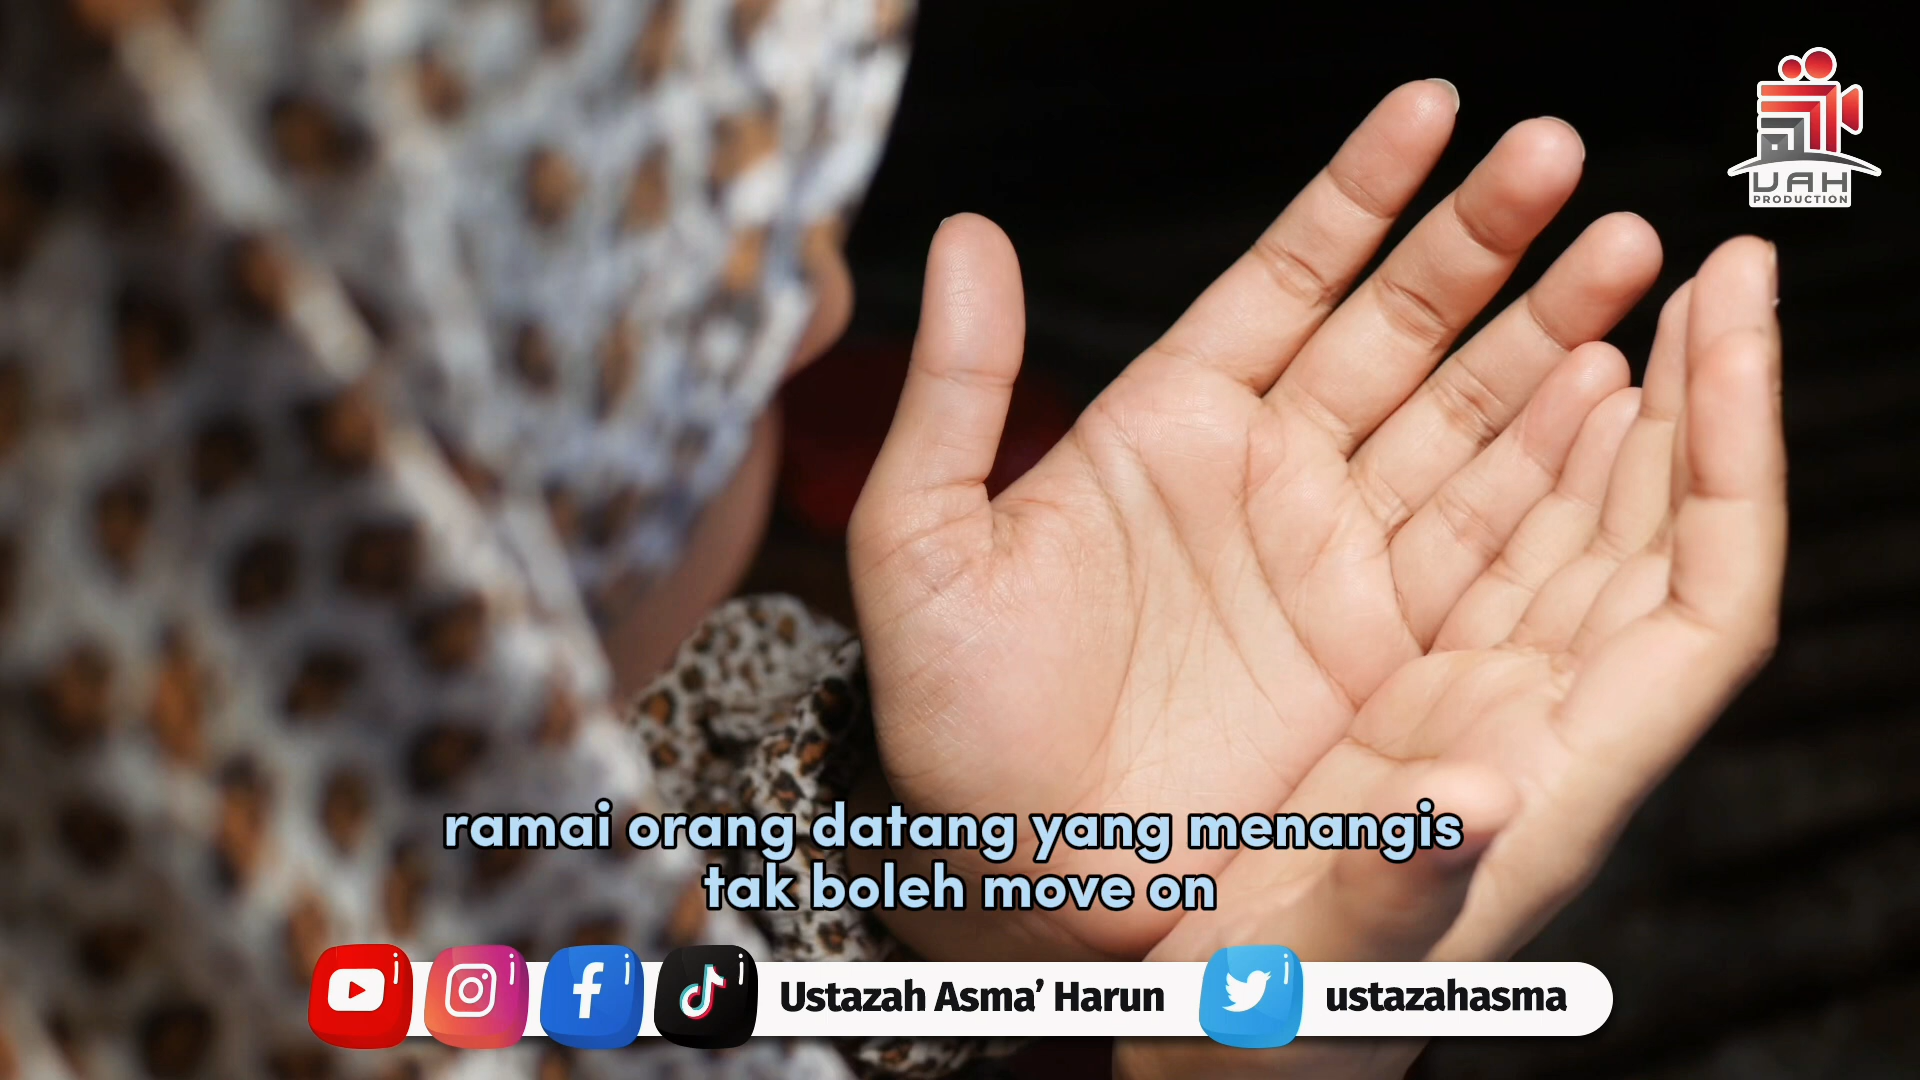 UAH
PRODUCTION
ramai orang datang yang menangis
tak boleh move on
Ustazah Asma' Harun
ustazahasma